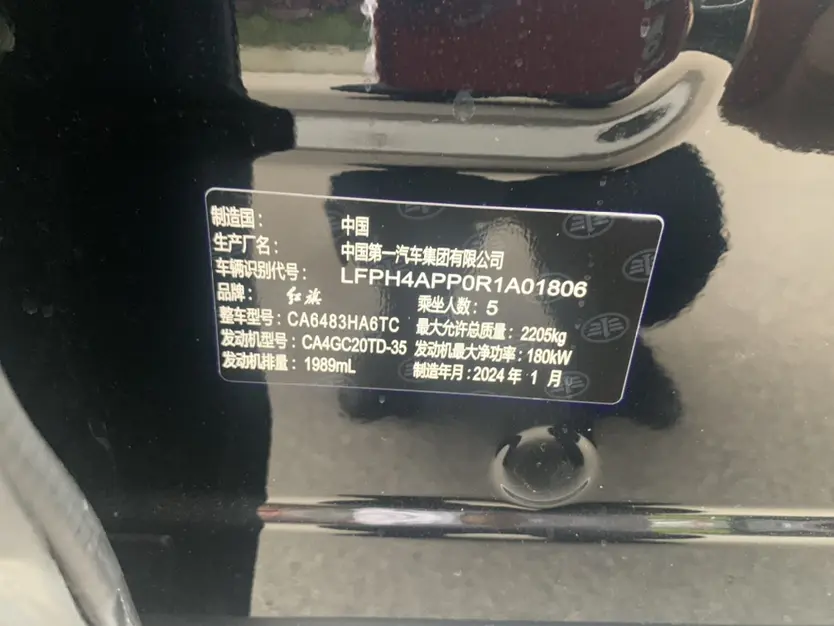 制造国：中国
生产厂名：中国第一汽车集团有限公司
车辆识别代号：LFPH4APP0R1A01806
品牌：红旗 乘坐人数：5
整车型号：CA6483HA6TC 最大允许总质量：2205kg
发动机型号：CA4GC20TD-35 发动机最大净功率：180kW
发动机排量：1989mL 制造年月：2024年 1 月